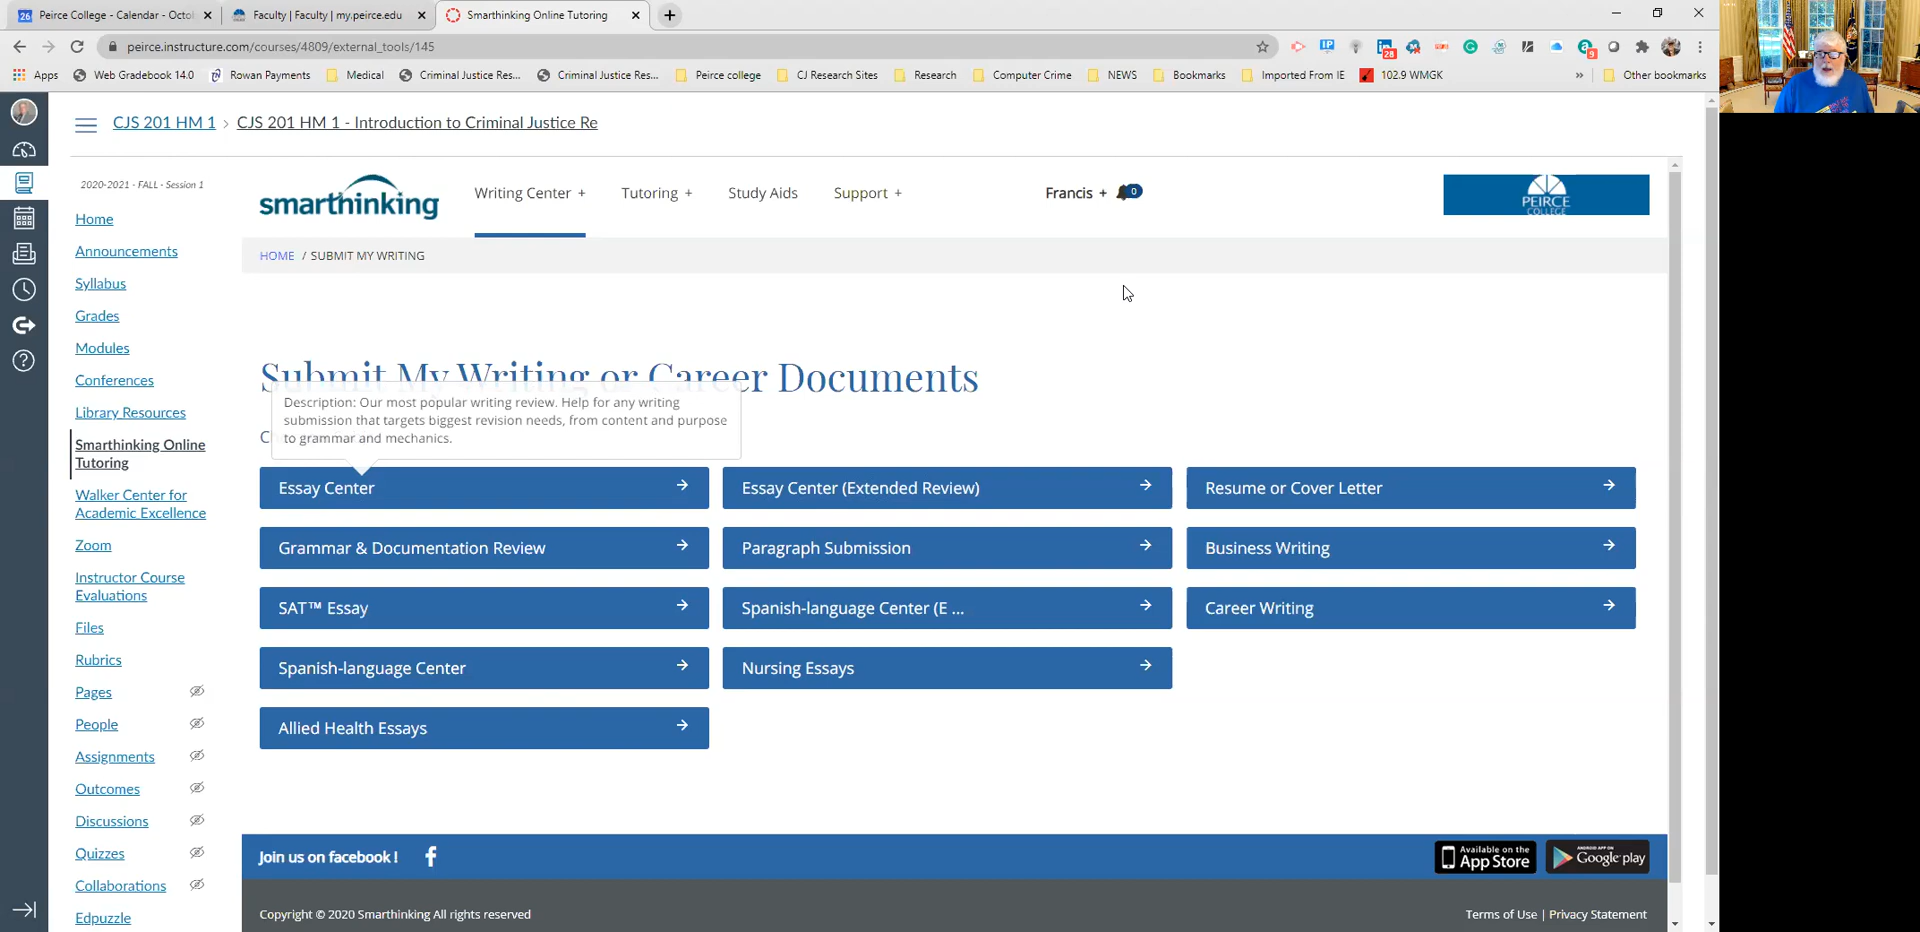 Peirce College - Calendar - Octo
Faculty | Faculty | my.peirce.edu
Smarthinking Online Tutoring
peirce.instructure.com/courses/4809/external_tools/145
Apps
Web Gradebook 14.0
Rowan Payments
Medical
Criminal Justice Res...
Criminal Justice Res...
Peirce college
CJ Research Sites
Research
Computer Crime
NEWS
Bookmarks
Imported From IE
102.9 WMGK
»
Other bookmarks
CJS 201 HM 1 › CJS 201 HM 1 - Introduction to Criminal Justice Re
2020-2021 - FALL - Session 1
Home
Announcements
Syllabus
Grades
Modules
Conferences
Library Resources
Smarthinking Online
Tutoring
Walker Center for
Academic Excellence
Zoom
Instructor Course
Evaluations
Files
Rubrics
Pages
People
Assignments
Outcomes
Discussions
Quizzes
Collaborations
Edpuzzle
smarthinking
Writing Center +
Tutoring +
Study Aids
Support +
Francis +
0
PEIRCE
COLLEGE
HOME / SUBMIT MY WRITING
Submit My Writing or Career Documents
Description: Our most popular writing review. Help for any writing
submission that targets biggest revision needs, from content and purpose
to grammar and mechanics.
Essay Center
Essay Center (Extended Review)
Resume or Cover Letter
Grammar & Documentation Review
Paragraph Submission
Business Writing
SAT™ Essay
Spanish-language Center (E ...
Career Writing
Spanish-language Center
Nursing Essays
Allied Health Essays
Join us on facebook !
Available on the
App Store
ANDROID APP ON
Google play
Copyright © 2020 Smarthinking All rights reserved
Terms of Use | Privacy Statement